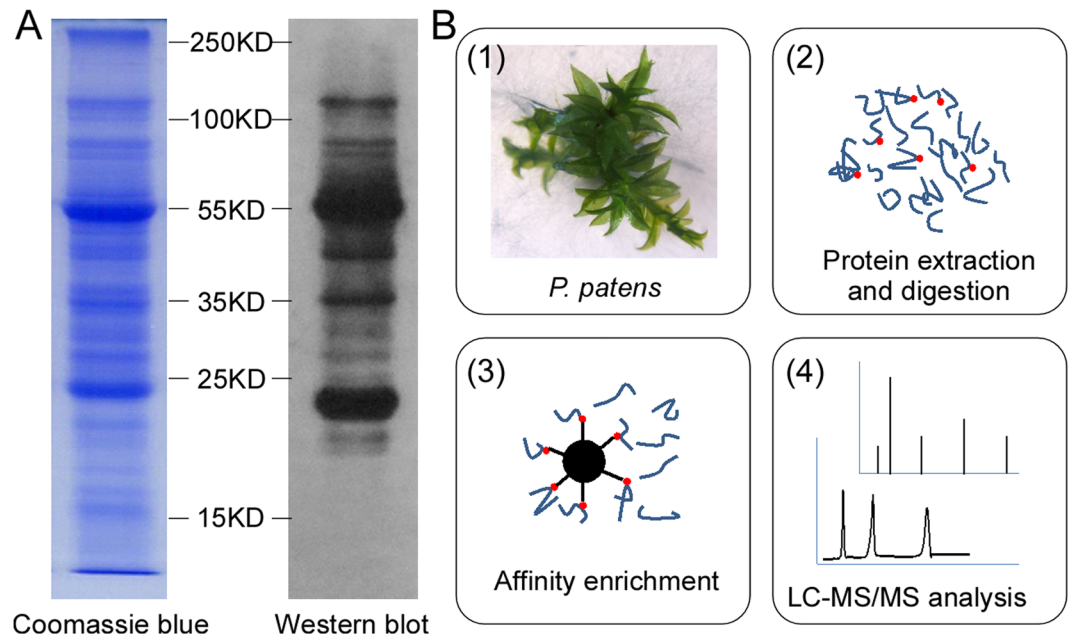 A
250KD
100KD
55KD
35KD
25KD
15KD
Coomassie blue
Western blot
B
(1)
P. patens
(2)
Protein extraction
and digestion
(3)
Affinity enrichment
(4)
LC-MS/MS analysis